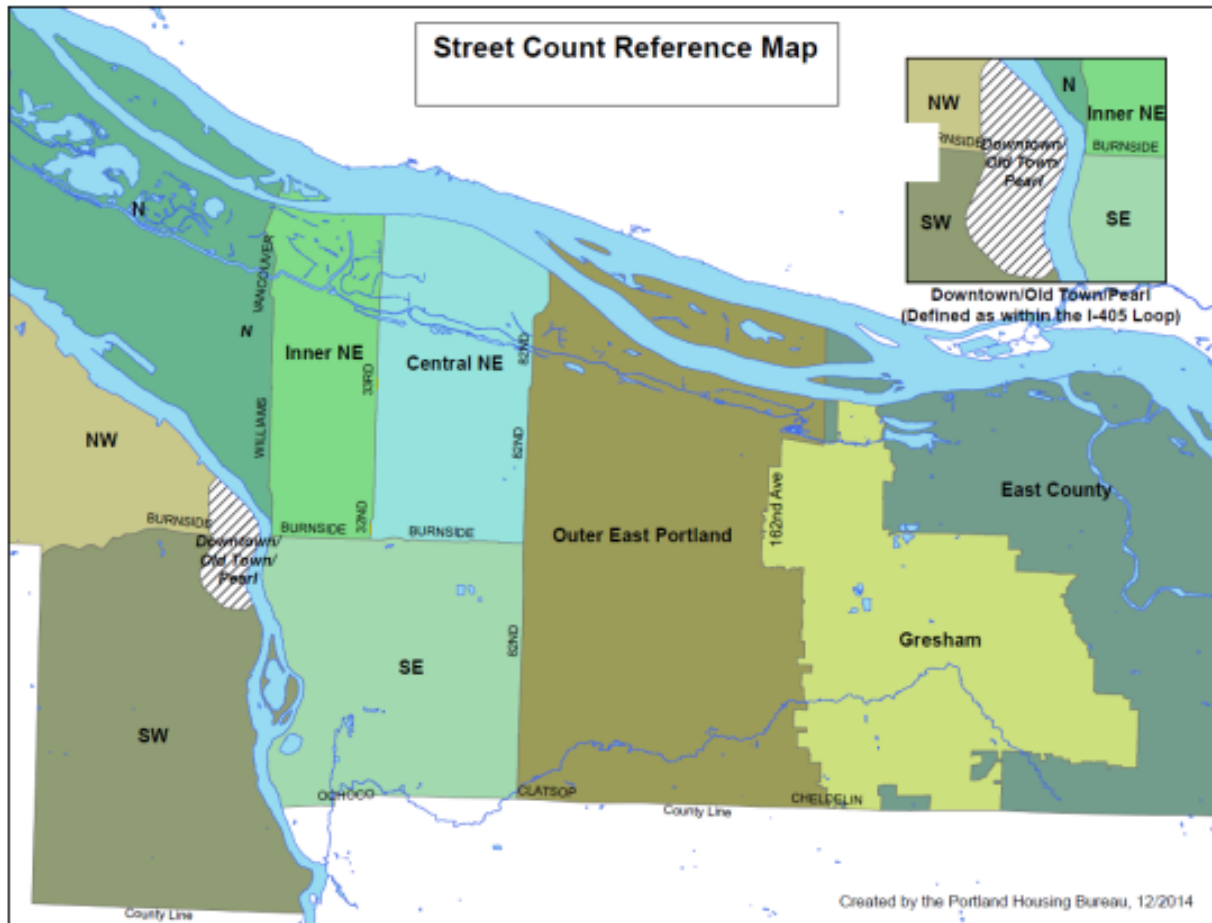 Street Count Reference Map
N
NW
Inner NE
BURNSIDE
Downtown/
Old Town/
Pearl
SW
SE
Downtown/Old Town/Pearl
(Defined as within the I-405 Loop)
N
VANCOUVER
N
Inner NE
33RD
Central NE
82ND
WILLIAMS
NW
82ND
East County
162nd Ave
BURNSIDE
32ND
BURNSIDE
BURNSIDE
Outer East Portland
Downtown/
Old Town/
Pearl
82ND
Gresham
SE
SW
OCHOCO
CLATSOP
CHELDELIN
County Line
County Line
Created by the Portland Housing Bureau, 12/2014